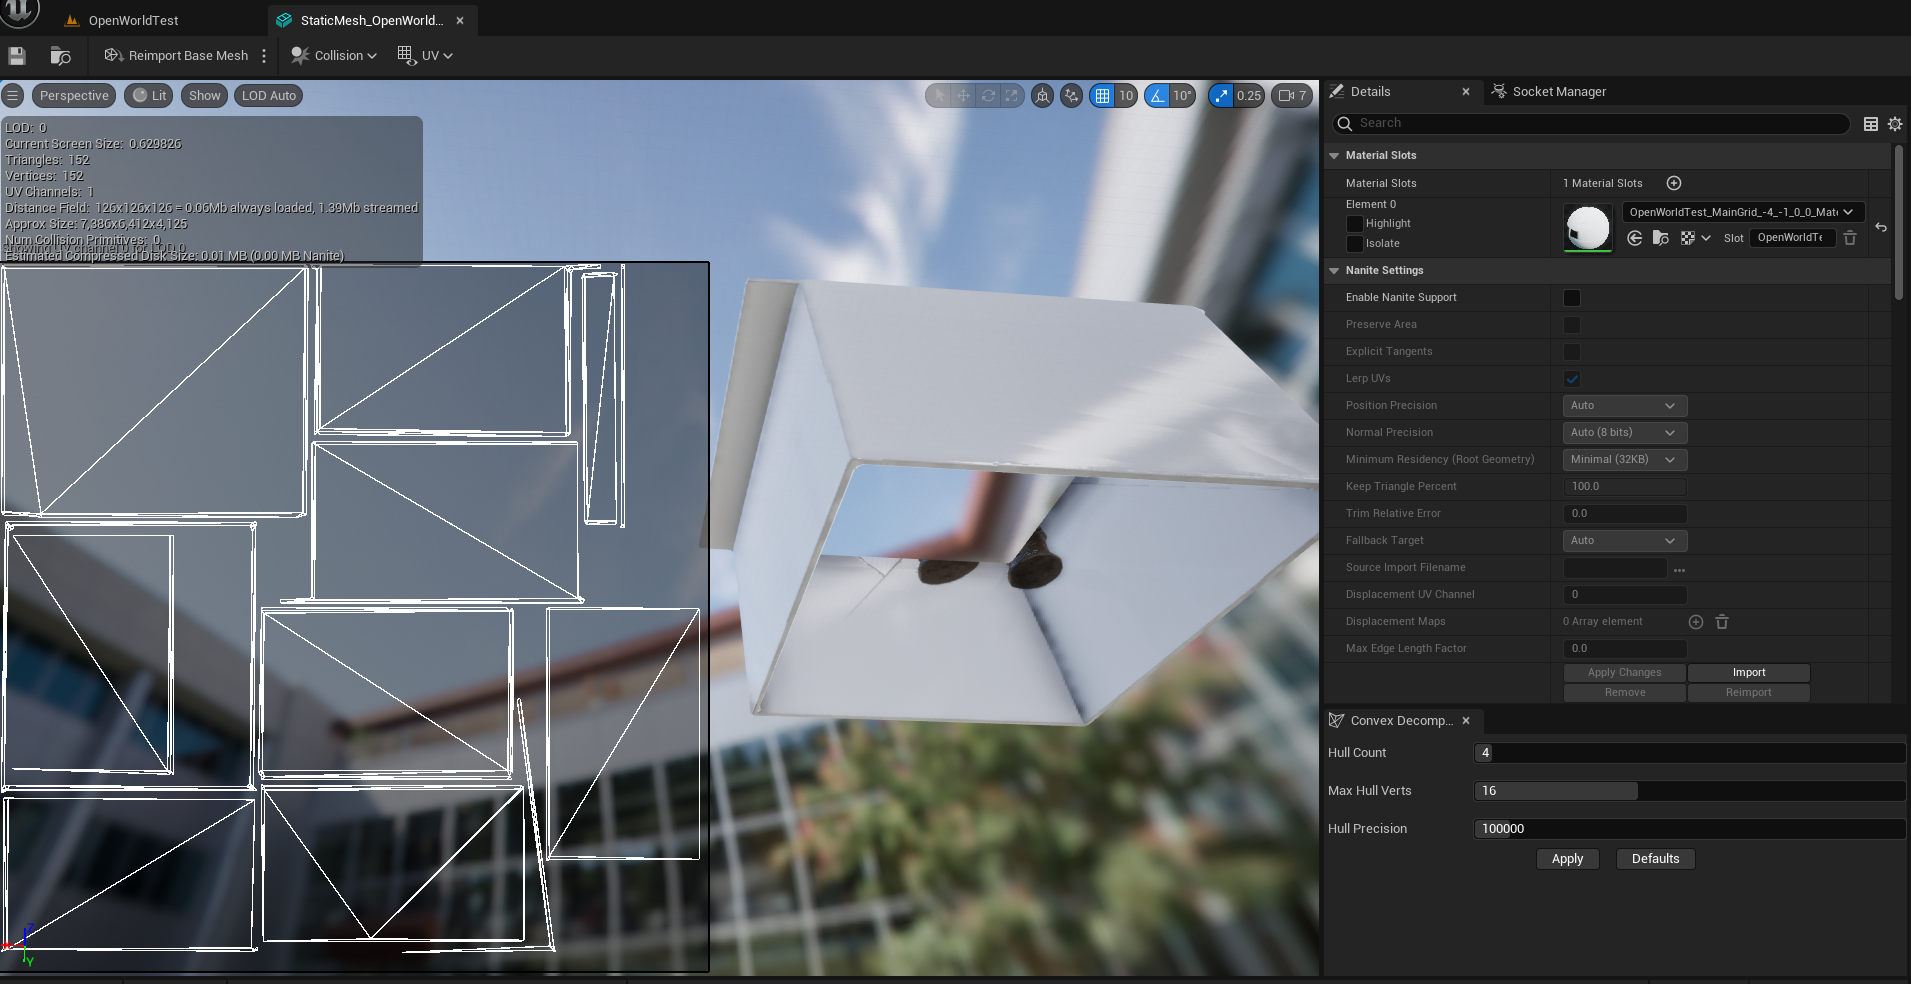 OpenWorldTest
StaticMesh_OpenWorld...
Reimport Base Mesh
Collision
UV
Perspective
Lit
Show
LOD Auto
10
10°
0.25
7
LOD: 0
Current Screen Size: 0.629826
Triangles: 152
Vertices: 152
UV Channels: 1
Distance Field: 126x126x126 = 0.06Mb always loaded, 1.39Mb streamed
Approx Size: 7,386x6,412x4,125
Num Collision Primitives: 0
Showing UV channel 0 for LOD 0
Estimated Compressed Disk Size: 0.01 MB (0.00 MB Nanite)
Z
Y
Details
Socket Manager
Search
Material Slots
Material Slots
1 Material Slots
Element 0
Highlight
Isolate
OpenWorldTest_MainGrid_-4_-1_0_0_Mat
Slot
OpenWorldTe
Nanite Settings
Enable Nanite Support
Preserve Area
Explicit Tangents
Lerp UVs
Position Precision
Auto
Normal Precision
Auto (8 bits)
Minimum Residency (Root Geometry)
Minimal (32KB)
Keep Triangle Percent
100.0
Trim Relative Error
0.0
Fallback Target
Auto
Source Import Filename
...
Displacement UV Channel
0
Displacement Maps
0 Array element
Max Edge Length Factor
0.0
Apply Changes
Import
Remove
Reimport
Convex Decomp...
Hull Count
4
Max Hull Verts
16
Hull Precision
100000
Apply
Defaults